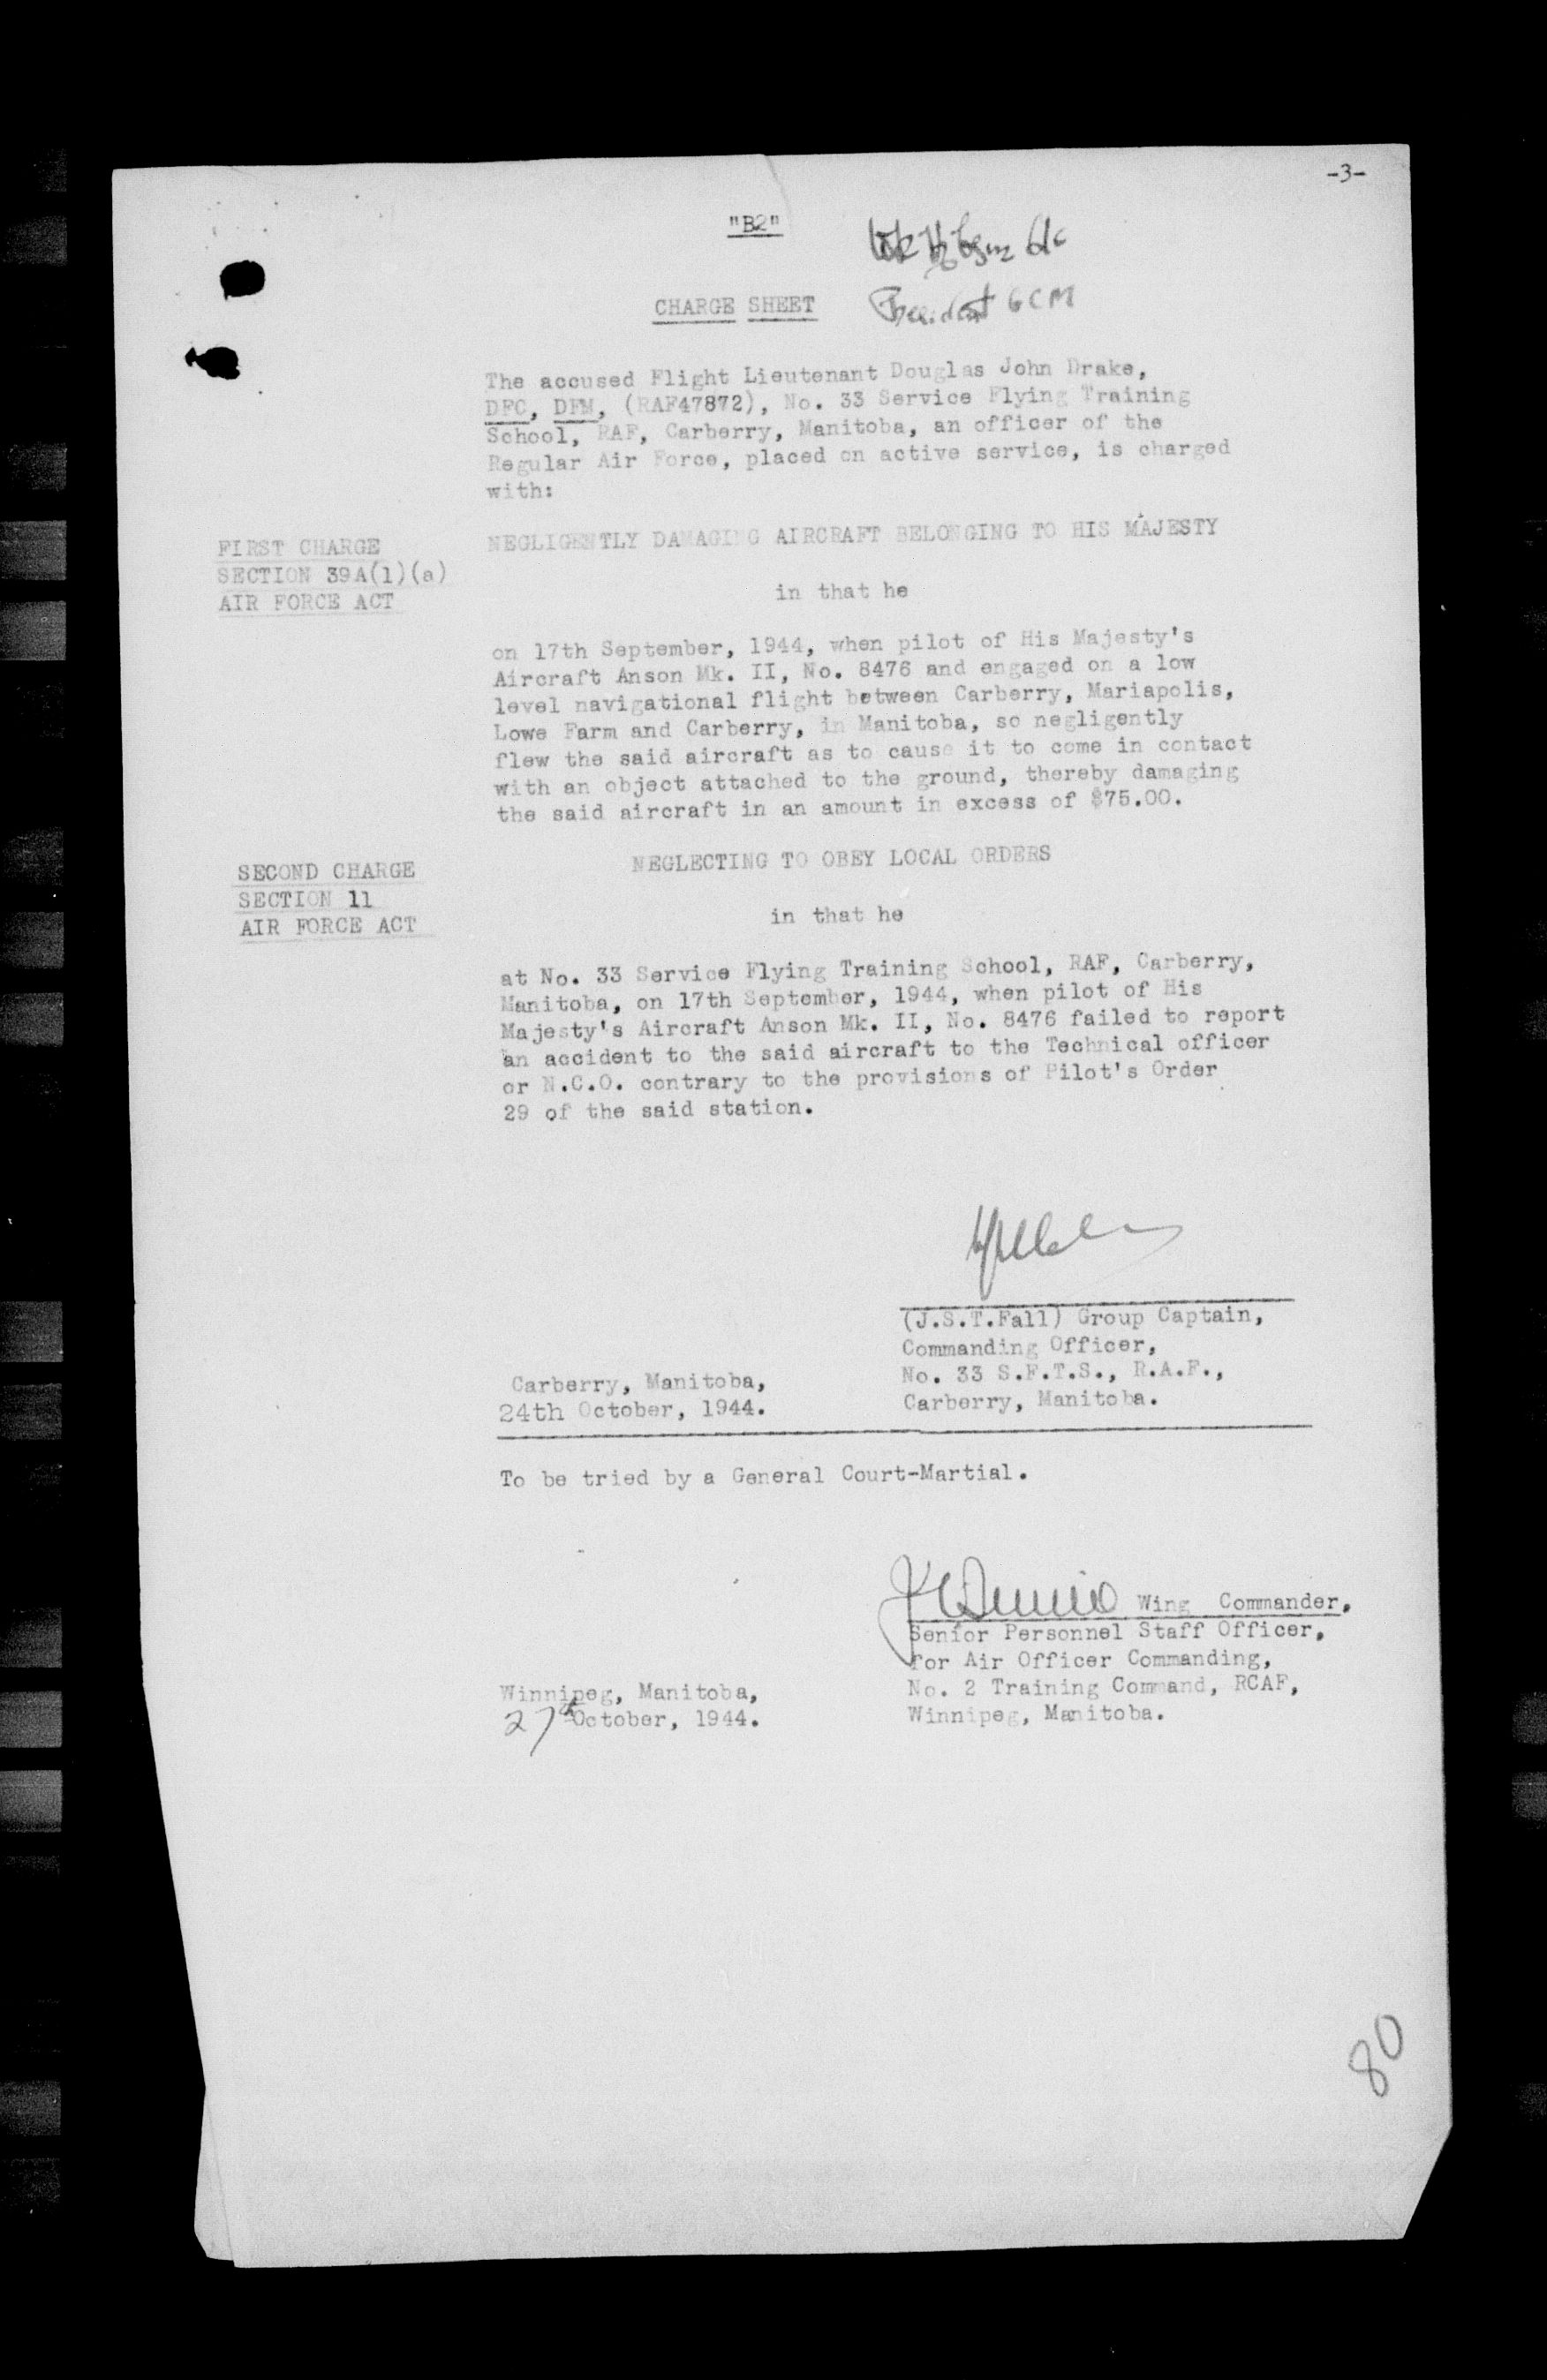 -3-
"B2"
G/C
CHARGE SHEET
President GCM
The accused Flight Lieutenant Douglas John Drake,
DFC, DFM, (RAF47872), No. 33 Service Flying Training
School, RAF, Carberry, Manitoba, an officer of the
Regular Air Force, placed on active service, is charged
with:
FIRST CHARGE
SECTION 39A(1)(a)
AIR FORCE ACT
NEGLIGENTLY DAMAGING AIRCRAFT BELONGING TO HIS MAJESTY
in that he
on 17th September, 1944, when pilot of His Majesty's
Aircraft Anson Mk. II, No. 8476 and engaged on a low
level navigational flight between Carberry, Mariapolis,
Lowe Farm and Carberry, in Manitoba, so negligently
flew the said aircraft as to cause it to come in contact
with an object attached to the ground, thereby damaging
the said aircraft in an amount in excess of $75.00.
SECOND CHARGE
SECTION 11
AIR FORCE ACT
NEGLECTING TO OBEY LOCAL ORDERS
in that he
at No. 33 Service Flying Training School, RAF, Carberry,
Manitoba, on 17th September, 1944, when pilot of His
Majesty's Aircraft Anson Mk. II, No. 8476 failed to report
an accident to the said aircraft to the Technical officer
or N.C.O. contrary to the provisions of Pilot's Order
29 of the said station.
(J.S.T.Fall) Group Captain,
Commanding Officer,
No. 33 S.F.T.S., R.A.F.,
Carberry, Manitoba.
Carberry, Manitoba,
24th October, 1944.
To be tried by a General Court-Martial.
Wing Commander,
Senior Personnel Staff Officer,
for Air Officer Commanding,
No. 2 Training Command, RCAF,
Winnipeg, Manitoba.
Winnipeg, Manitoba,
27th October, 1944.
80